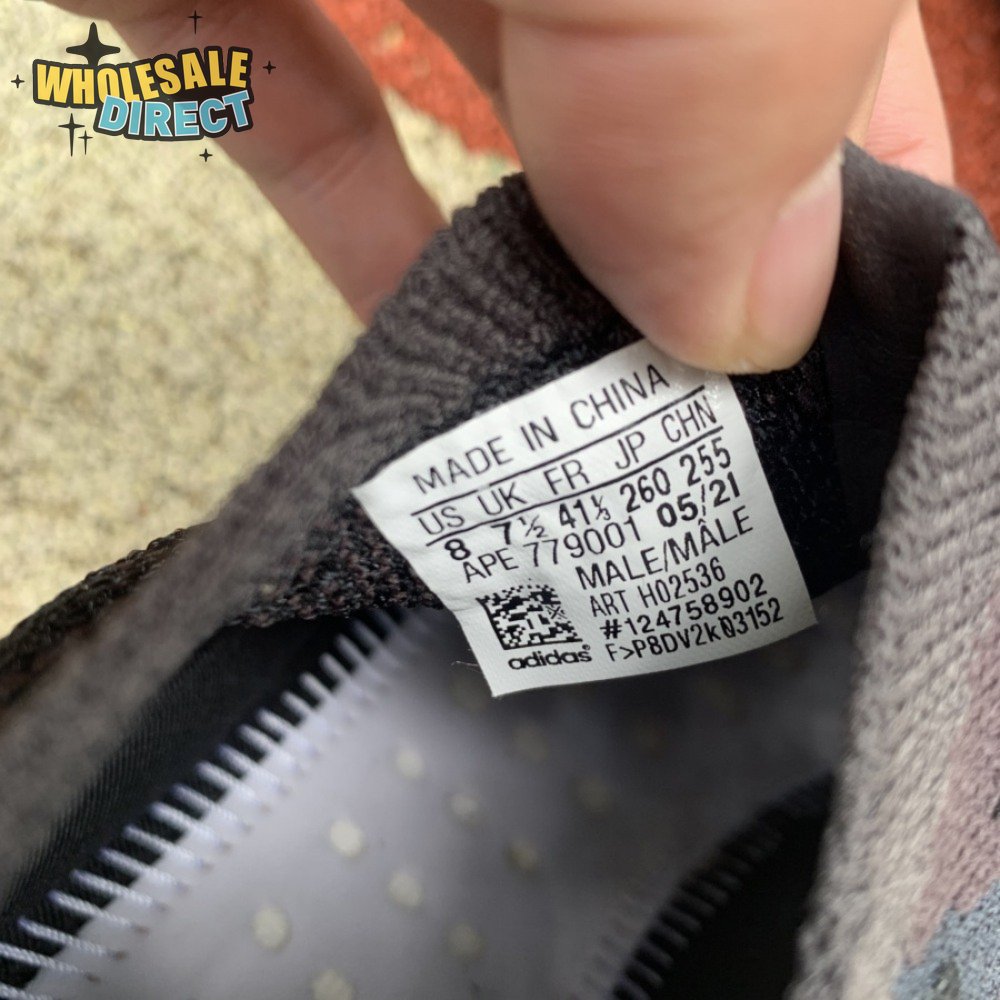 WHOLESALE
DIRECT
MADE IN CHINA
US UK FR JP CHN
8 7½ 41⅓ 260 255
APE 779001 05/21
MALE/MÂLE
ART H02536
#124758902
F>P8DV2kQ3152
adidas®